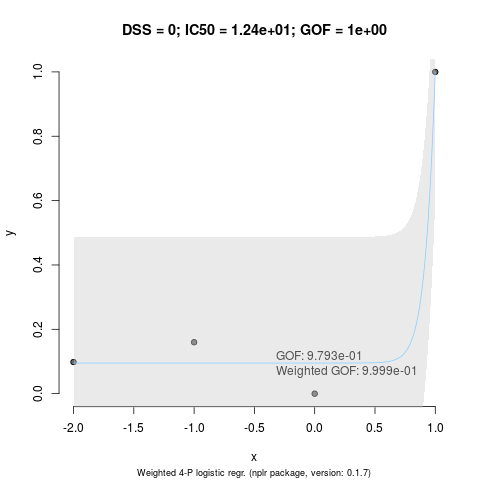 DSS = 0; IC50 = 1.24e+01; GOF = 1e+00
y
1.0
0.8
0.6
0.4
0.2
0.0
GOF: 9.793e-01
Weighted GOF: 9.999e-01
-2.0 -1.5 -1.0 -0.5 0.0 0.5 1.0
x
Weighted 4-P logistic regr. (nplr package, version: 0.1.7)